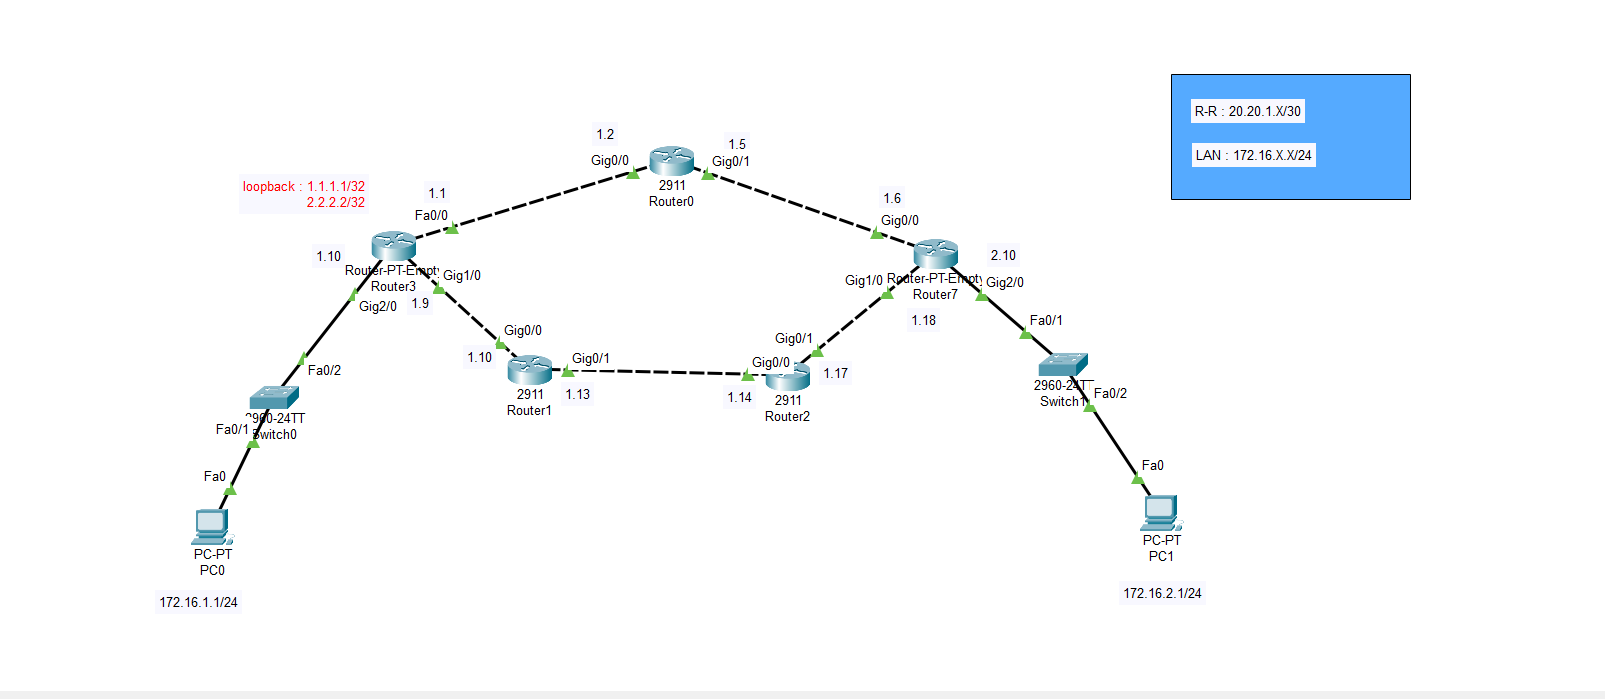 R-R : 20.20.1.X/30
LAN : 172.16.X.X/24
1.2
Gig0/0
1.5
Gig0/1
2911
Router0
loopback : 1.1.1.1/32
2.2.2.2/32
1.1
Fa0/0
1.6
Gig0/0
1.10
Router-PT-Empty
Router3
Gig1/0
1.9
Gig2/0
2.10
Gig1/0
Router-PT-Empty
Router7
Gig2/0
1.18
Fa0/1
Gig0/0
1.10
Gig0/1
2911
Router1
1.13
Gig0/1
Gig0/0
1.17
1.14
2911
Router2
Fa0/2
2960-24TT
Switch0
Fa0/1
Fa0
PC-PT
PC0
172.16.1.1/24
2960-24TT
Switch1
Fa0/2
Fa0
PC-PT
PC1
172.16.2.1/24